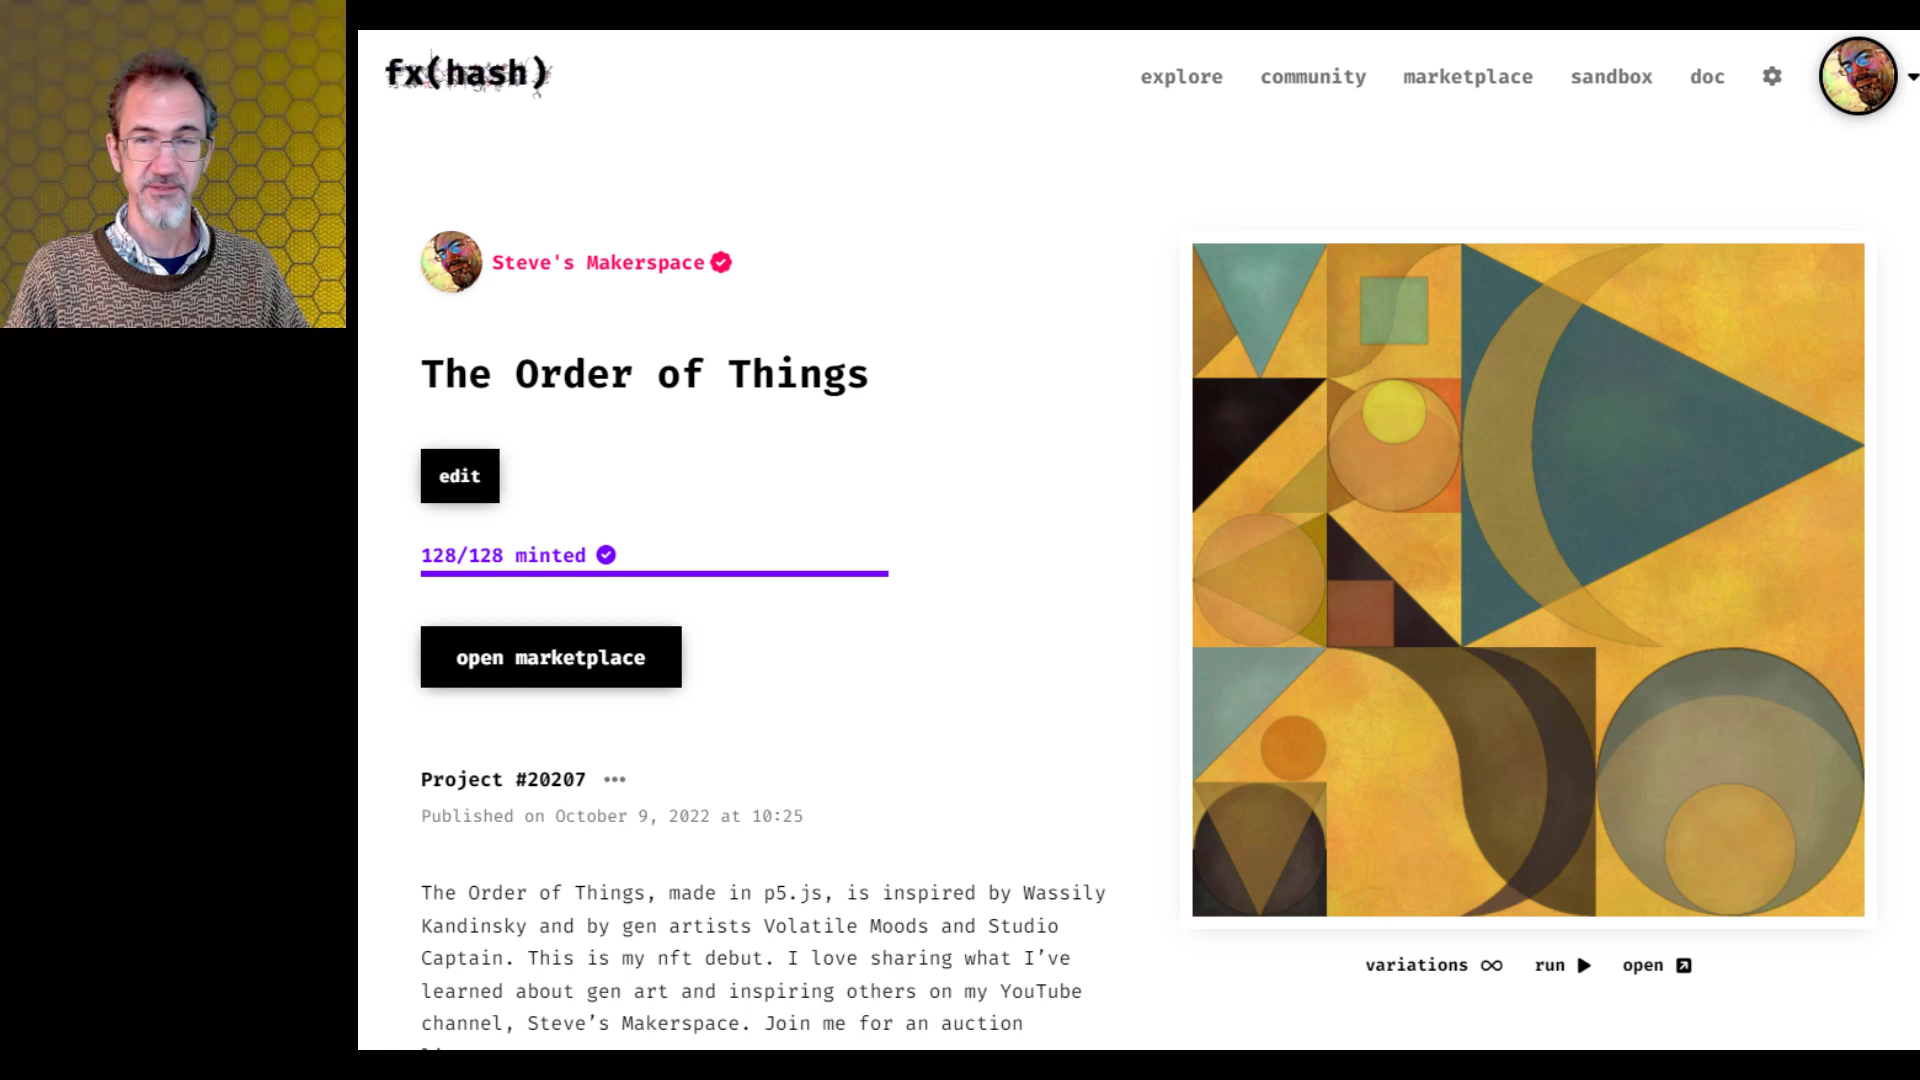 fx(hash)
explore community marketplace sandbox doc
Steve's Makerspace
The Order of Things
edit
128/128 minted
open marketplace
Project #20207
Published on October 9, 2022 at 10:25
The Order of Things, made in p5.js, is inspired by Wassily
Kandinsky and by gen artists Volatile Moods and Studio
Captain. This is my nft debut. I love sharing what I’ve
learned about gen art and inspiring others on my YouTube
channel, Steve’s Makerspace. Join me for an auction
variations run open